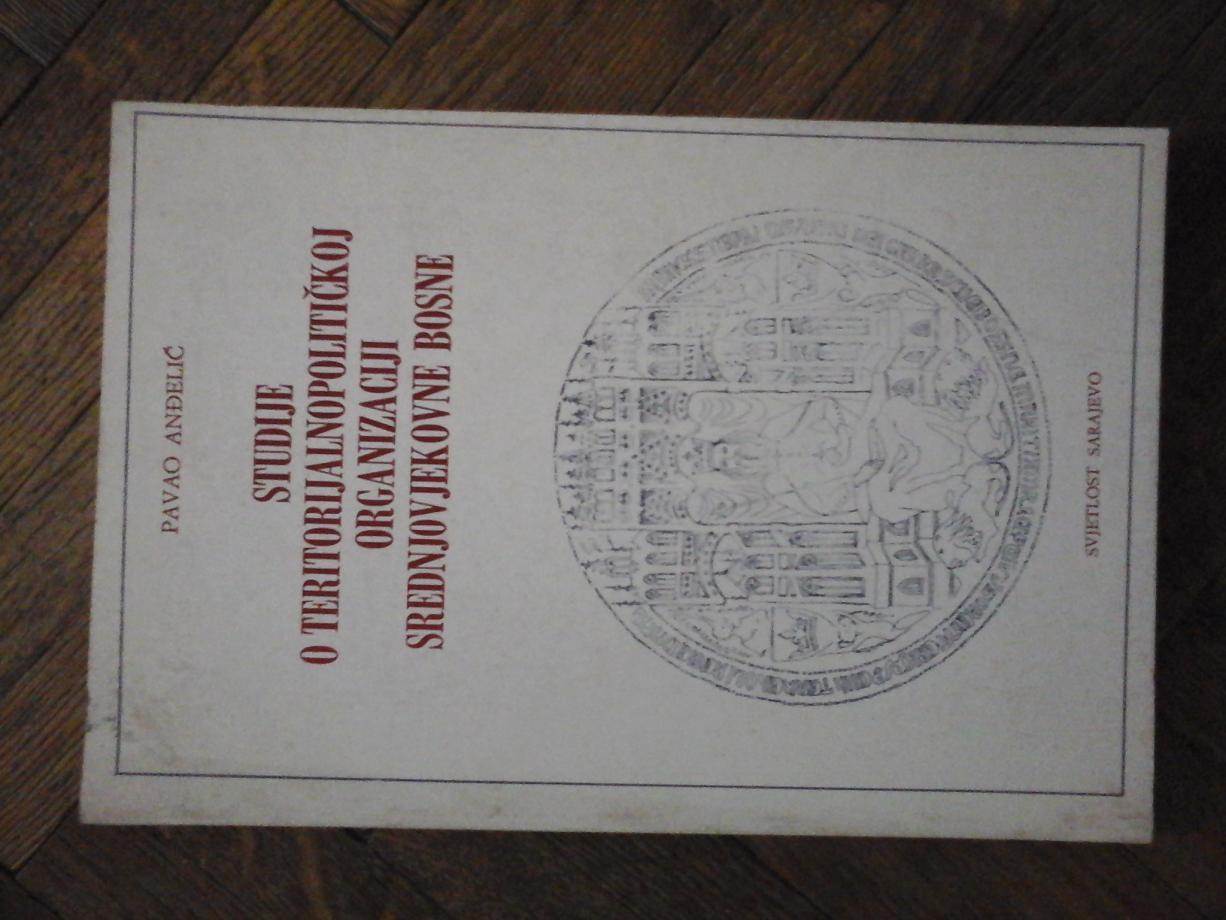 PAVAO ANĐELIĆ
STUDIJE
O TERITORIJALNOPOLITIČKOJ
ORGANIZACIJI
SREDNJOVJEKOVNE BOSNE
SVJETLOST SARAJEVO